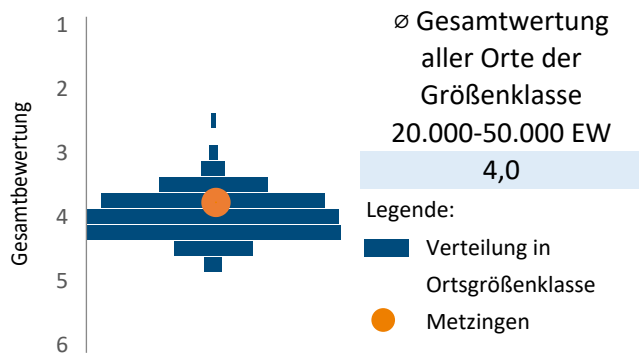 Gesamtbewertung
1
2
3
4
5
6
⌀ Gesamtwertung
aller Orte der
Größenklasse
20.000-50.000 EW
4,0
Legende:
Verteilung in
Ortsgrößenklasse
Metzingen